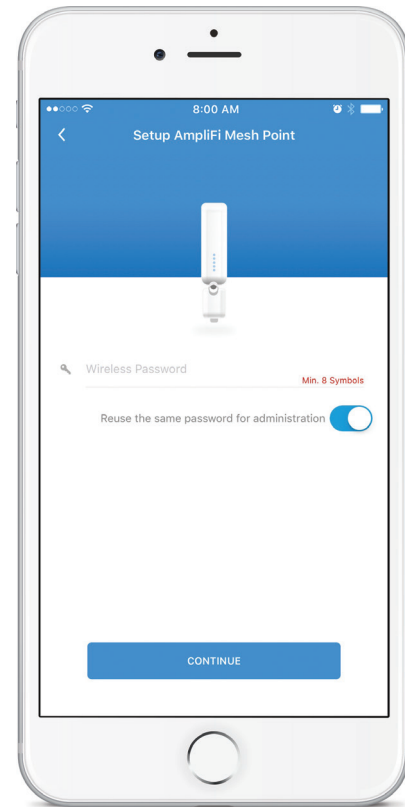 8:00 AM
Setup AmpliFi Mesh Point
Wireless Password
Min. 8 Symbols
Reuse the same password for administration
CONTINUE